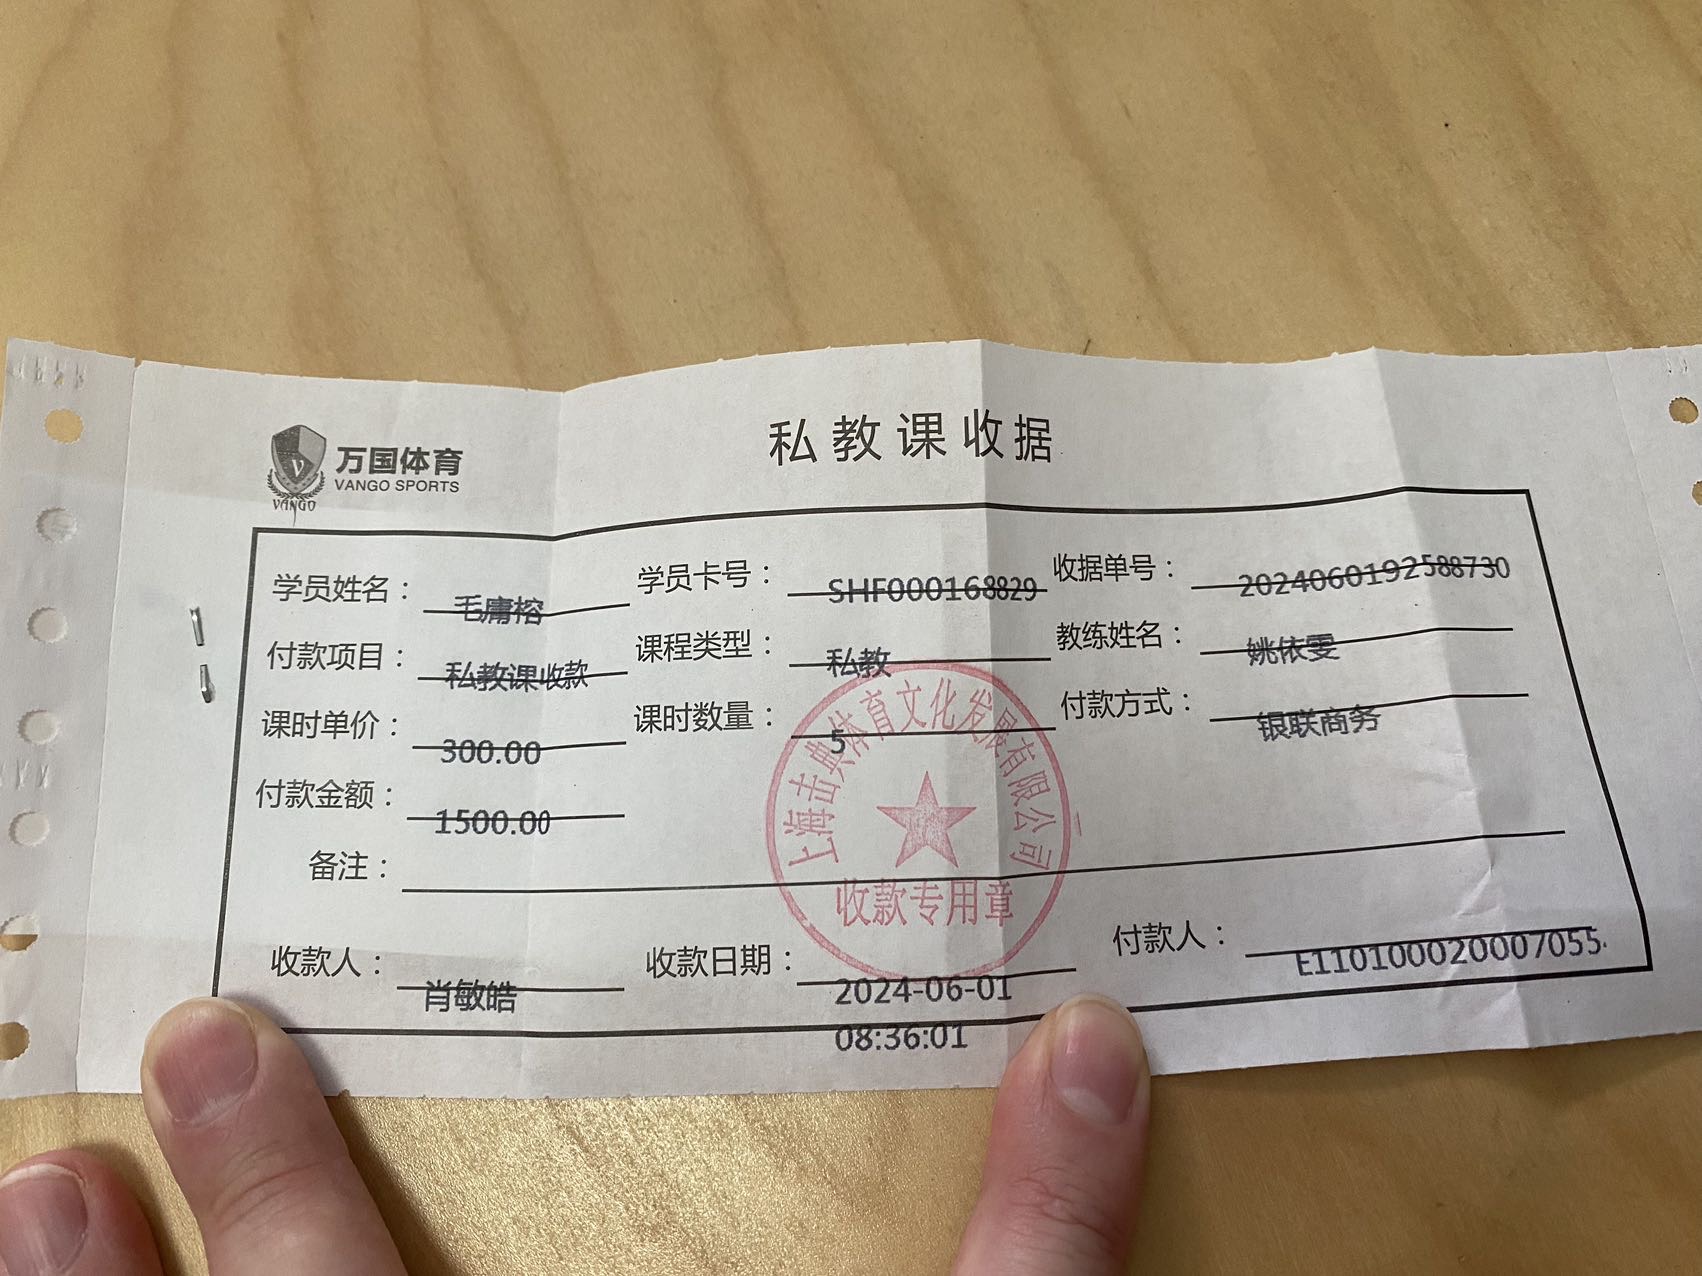 万国体育
VANGO SPORTS
VANGO
私教课收据
学员姓名： 毛庸榕 学员卡号： SHF000168829 收据单号： 2024060192588730
付款项目： 私教课收款 课程类型： 私教 教练姓名： 姚依雯
课时单价： 300.00 课时数量： 5 付款方式： 银联商务
付款金额： 1500.00
备注：
上海击典体育文化发展有限公司
收款专用章
收款人： 肖敏皓 收款日期： 2024-06-01 付款人： E110100020007055
08:36:01